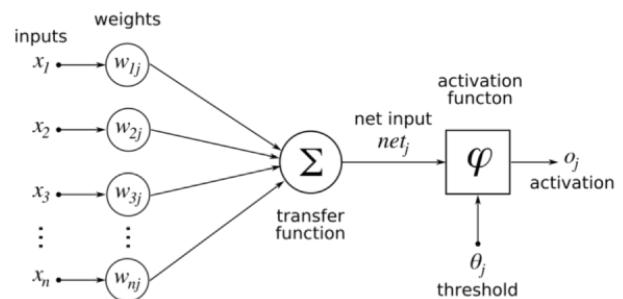 inputs
weights
x1
w1j
x2
w2j
x3
w3j
xn
wnj
Σ
transfer
function
net input
netj
activation
functon
φ
oj
activation
θj
threshold